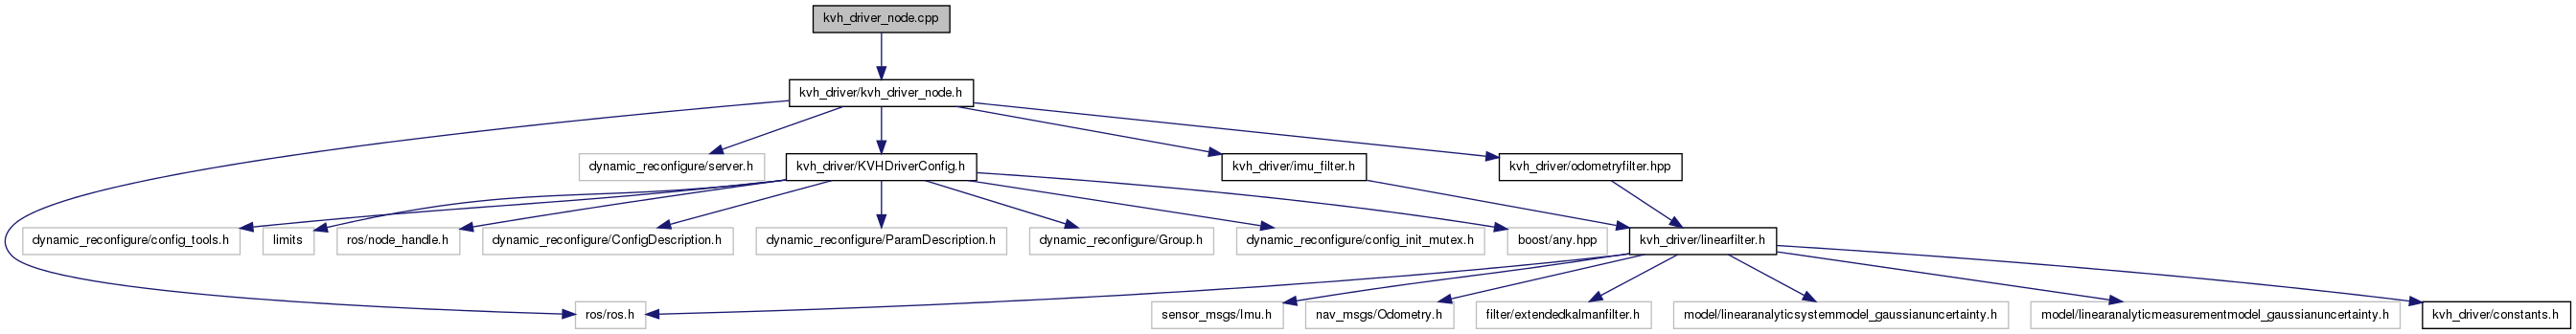 kvh_driver_node.cpp
kvh_driver/kvh_driver_node.h
dynamic_reconfigure/server.h
kvh_driver/KVHDriverConfig.h
kvh_driver/imu_filter.h
kvh_driver/odometryfilter.hpp
dynamic_reconfigure/config_tools.h
limits
ros/node_handle.h
dynamic_reconfigure/ConfigDescription.h
dynamic_reconfigure/ParamDescription.h
dynamic_reconfigure/Group.h
dynamic_reconfigure/config_init_mutex.h
boost/any.hpp
kvh_driver/linearfilter.h
ros/ros.h
sensor_msgs/Imu.h
nav_msgs/Odometry.h
filter/extendedkalmanfilter.h
model/linearanalyticsystemmodel_gaussianuncertainty.h
model/linearanalyticmeasurementmodel_gaussianuncertainty.h
kvh_driver/constants.h